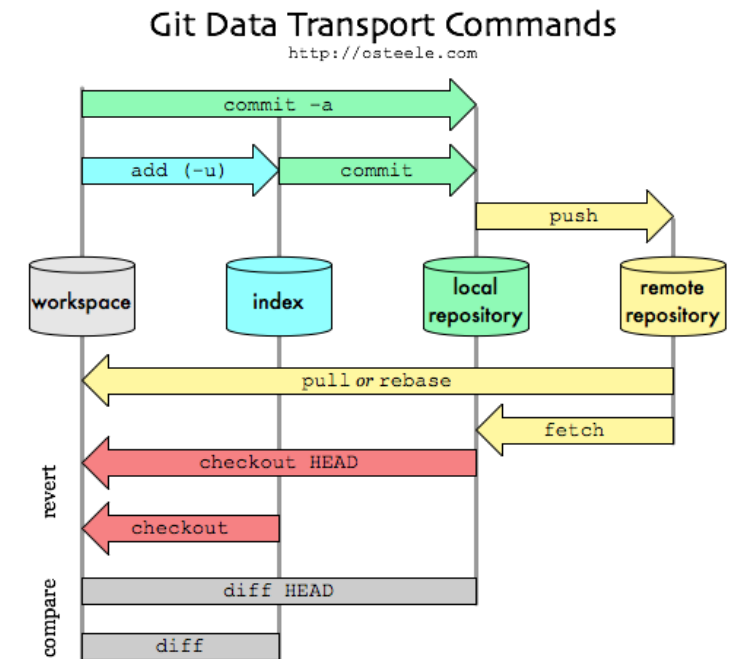 Git Data Transport Commands
http://osteele.com
commit -a
add (-u)
commit
push
workspace
index
local
repository
remote
repository
pull or rebase
fetch
revert
checkout HEAD
checkout
compare
diff HEAD
diff